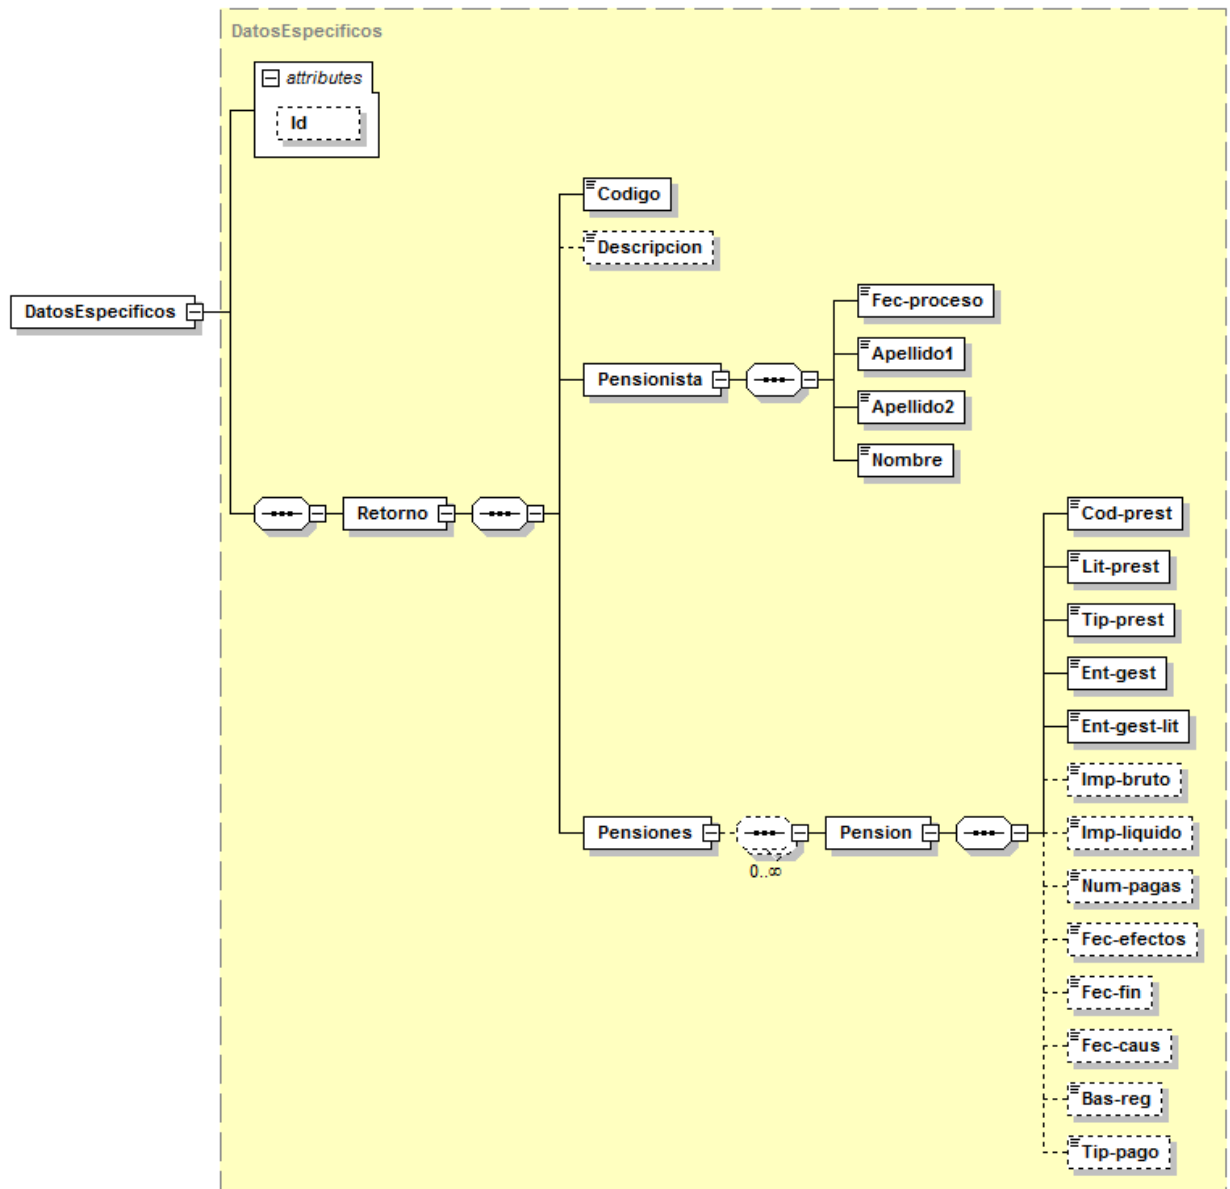 DatosEspecificos
attributes
Id
Codigo
Descripcion
DatosEspecificos
Fec-proceso
Apellido1
Pensionista
Apellido2
Nombre
Retorno
Cod-prest
Lit-prest
Tip-prest
Ent-gest
Ent-gest-lit
Imp-bruto
Pensiones
Pension
Imp-liquido
0..∞
Num-pagas
Fec-efectos
Fec-fin
Fec-caus
Bas-reg
Tip-pago